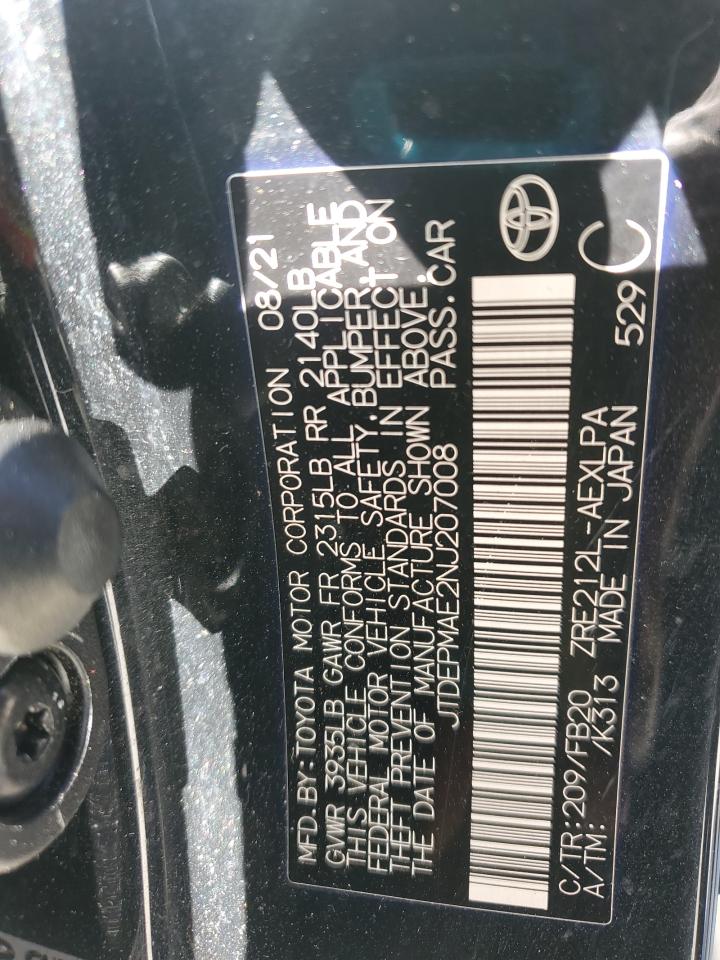 MFD. BY: TOYOTA MOTOR CORPORATION 08/21
GVWR 3935LB GAWR FR 2315LB RR 2140LB
THIS VEHICLE CONFORMS TO ALL APPLICABLE
FEDERAL MOTOR VEHICLE SAFETY, BUMPER, AND
THEFT PREVENTION STANDARDS IN EFFECT ON
THE DATE OF MANUFACTURE SHOWN ABOVE.
JTDEPMAE2NJ207008 PASS. CAR
C/TR: 209/FB20 ZRE212L-AEXLPA
A/TM: /K313 MADE IN JAPAN 529
C